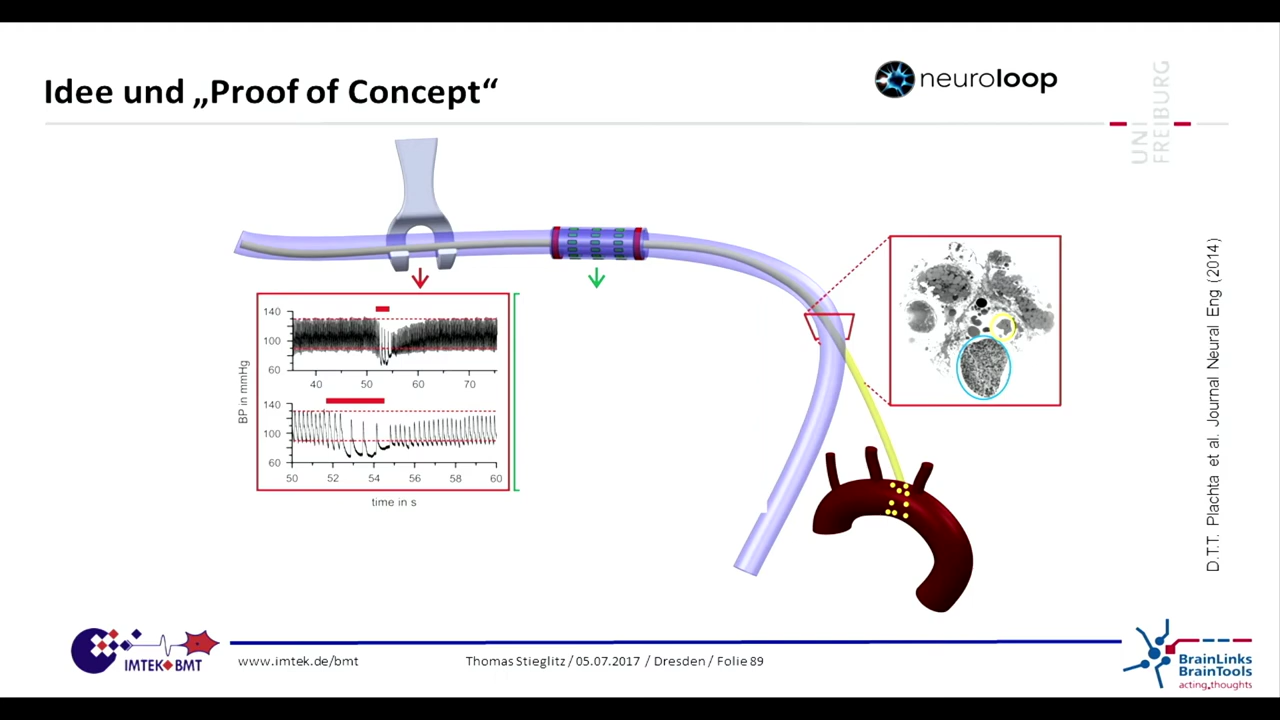 Idee und „Proof of Concept“
neuroloop
UNI
FREIBURG
140
100
60
40
50
60
70
BP in mmHg
140
100
60
50
52
54
56
58
60
time in s
D.T.T. Plachta et al. Journal Neural Eng (2014)
IMTEK BMT
www.imtek.de/bmt
Thomas Stieglitz / 05.07.2017 / Dresden / Folie 89
BrainLinks
BrainTools
acting.thoughts